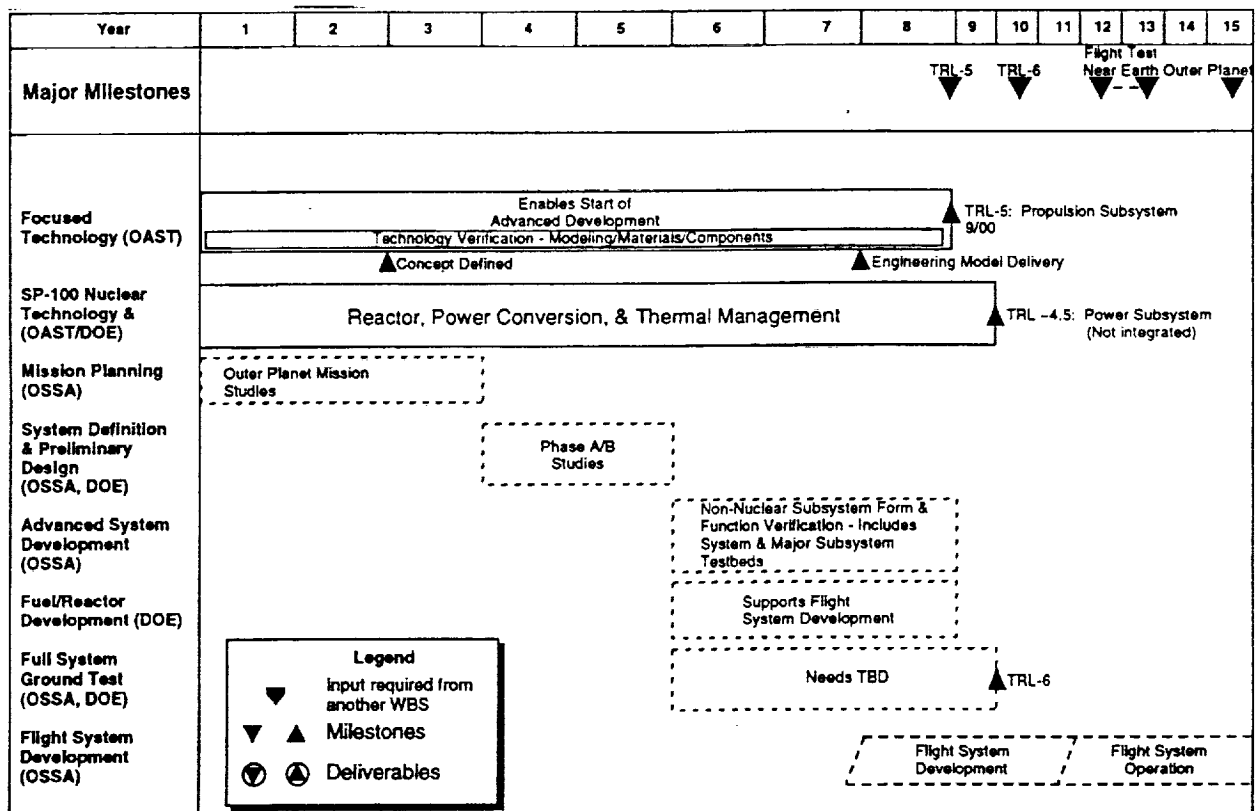 Year 1 2 3 4 5 6 7 8 9 10 11 12 13 14 15
Major Milestones
TRL-5
TRL-6
Flight Test
Near Earth Outer Planet
Focused
Technology (OAST)
Enables Start of
Advanced Development
Technology Verification - Modeling/Materials/Components
TRL-5: Propulsion Subsystem
9/00
Concept Defined
Engineering Model Delivery
SP-100 Nuclear
Technology &
(OAST/DOE)
Reactor, Power Conversion, & Thermal Management
TRL ~4.5: Power Subsystem
(Not integrated)
Mission Planning
(OSSA)
Outer Planet Mission
Studies
System Definition
& Preliminary
Design
(OSSA, DOE)
Phase A/B
Studies
Advanced System
Development
(OSSA)
Non-Nuclear Subsystem Form &
Function Verification - Includes
System & Major Subsystem
Testbeds
Fuel/Reactor
Development (DOE)
Supports Flight
System Development
Full System
Ground Test
(OSSA, DOE)
Needs TBD
TRL-6
Flight System
Development
(OSSA)
Flight System
Development
Flight System
Operation
Legend
Input required from
another WBS
Milestones
Deliverables